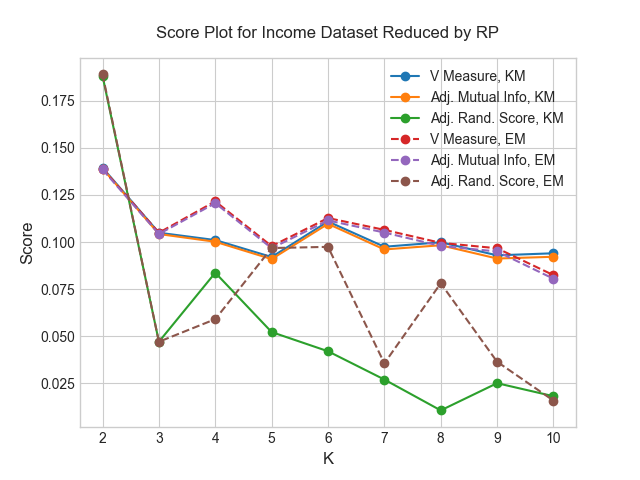 Score Plot for Income Dataset Reduced by RP
V Measure, KM
Adj. Mutual Info, KM
Adj. Rand. Score, KM
V Measure, EM
Adj. Mutual Info, EM
Adj. Rand. Score, EM
0.175
0.150
0.125
0.100
0.075
0.050
0.025
Score
2 3 4 5 6 7 8 9 10
K